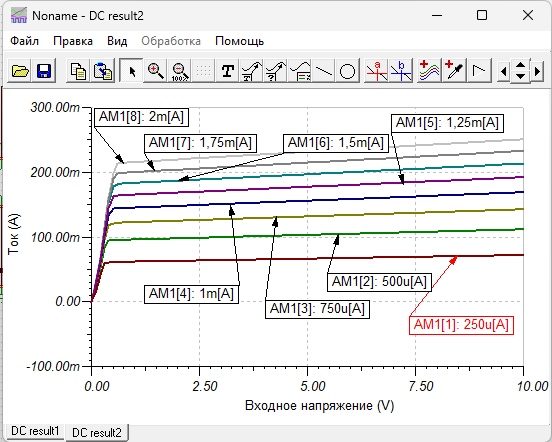 Noname - DC result2
Файл Правка Вид Обработка Помощь
100%
T
a
b
300.00m
200.00m
100.00m
0.00
-100.00m
Ток (A)
AM1[8]: 2m[A]
AM1[7]: 1,75m[A]
AM1[6]: 1,5m[A]
AM1[5]: 1,25m[A]
AM1[4]: 1m[A]
AM1[3]: 750u[A]
AM1[2]: 500u[A]
AM1[1]: 250u[A]
0.00 2.50 5.00 7.50 10.00
Входное напряжение (V)
DC result1 DC result2